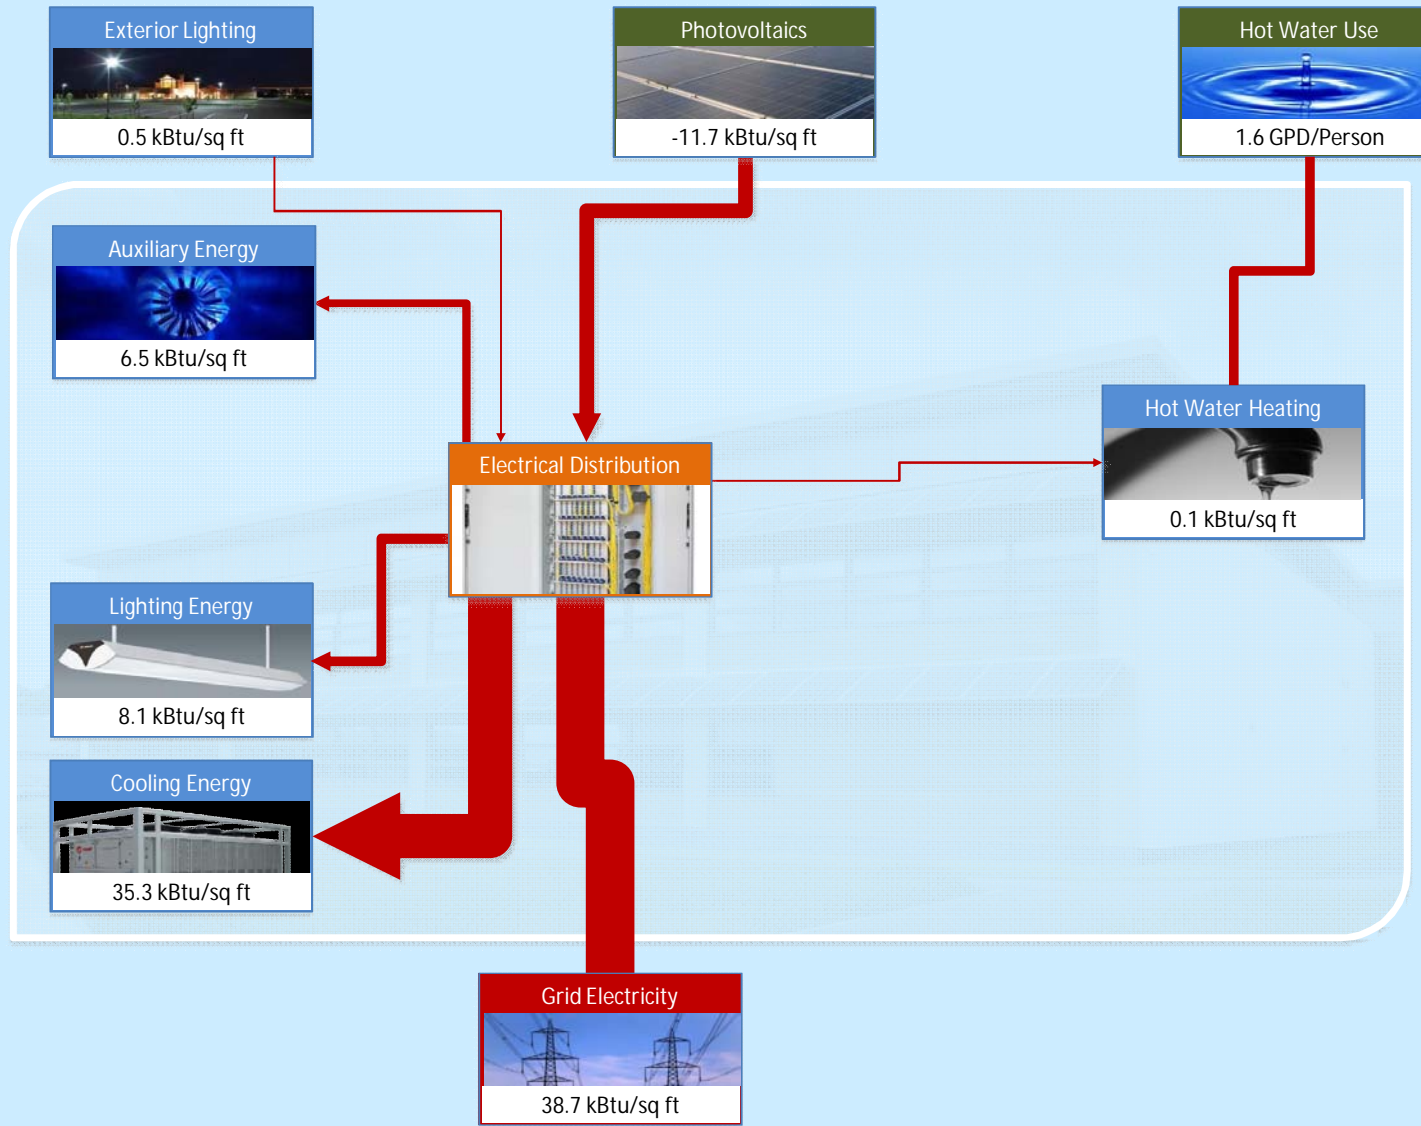 Exterior Lighting
0.5 kBtu/sq ft
Photovoltaics
-11.7 kBtu/sq ft
Hot Water Use
1.6 GPD/Person
Auxiliary Energy
6.5 kBtu/sq ft
Electrical Distribution
Hot Water Heating
0.1 kBtu/sq ft
Lighting Energy
8.1 kBtu/sq ft
Cooling Energy
35.3 kBtu/sq ft
Grid Electricity
38.7 kBtu/sq ft